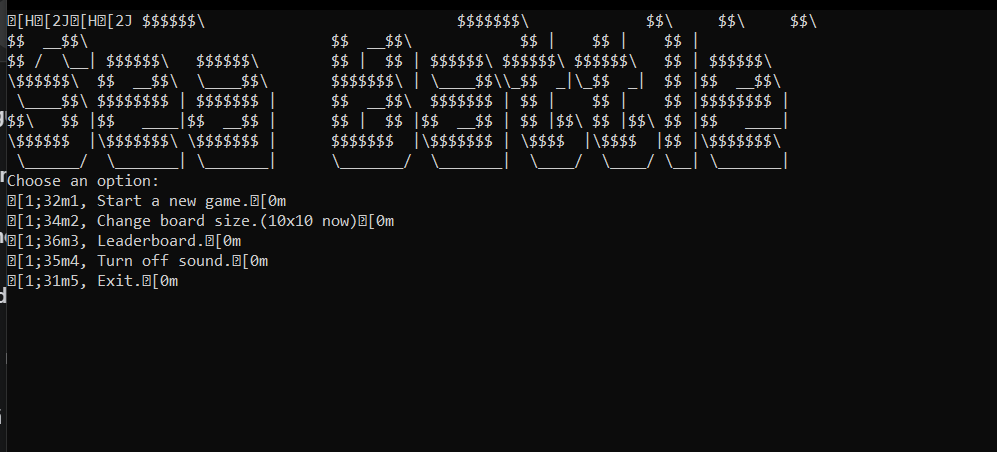 ␛[H␛[2J␛[H␛[2J $$$$$$\                            $$$$$$$\             $$\     $$\     $$\
$$  __$$\                           $$  __$$\            $$ |    $$ |    $$ |
$$ /  \__| $$$$$$\   $$$$$$\        $$ |  $$ | $$$$$$\ $$$$$$\ $$$$$$\   $$ | $$$$$$\
\$$$$$$\  $$  __$$\  \____$$\       $$$$$$$\ | \____$$\\_$$  _|\_$$  _|  $$ |$$  __$$\
 \____$$\ $$$$$$$$ | $$$$$$$ |      $$  __$$\  $$$$$$$ | $$ |    $$ |    $$ |$$$$$$$$ |
$$\   $$ |$$   ____|$$  __$$ |      $$ |  $$ |$$  __$$ | $$ |$$\ $$ |$$\ $$ |$$   ____|
\$$$$$$  |\$$$$$$$\ \$$$$$$$ |      $$$$$$$  |\$$$$$$$ | \$$$$  |\$$$$  |$$ |\$$$$$$$\
 \______/  \_______| \_______|      \_______/  \_______|  \____/  \____/ \__| \_______|
Choose an option:
␛[1;32m1, Start a new game.␛[0m
␛[1;34m2, Change board size.(10x10 now)␛[0m
␛[1;36m3, Leaderboard.␛[0m
␛[1;35m4, Turn off sound.␛[0m
␛[1;31m5, Exit.␛[0m